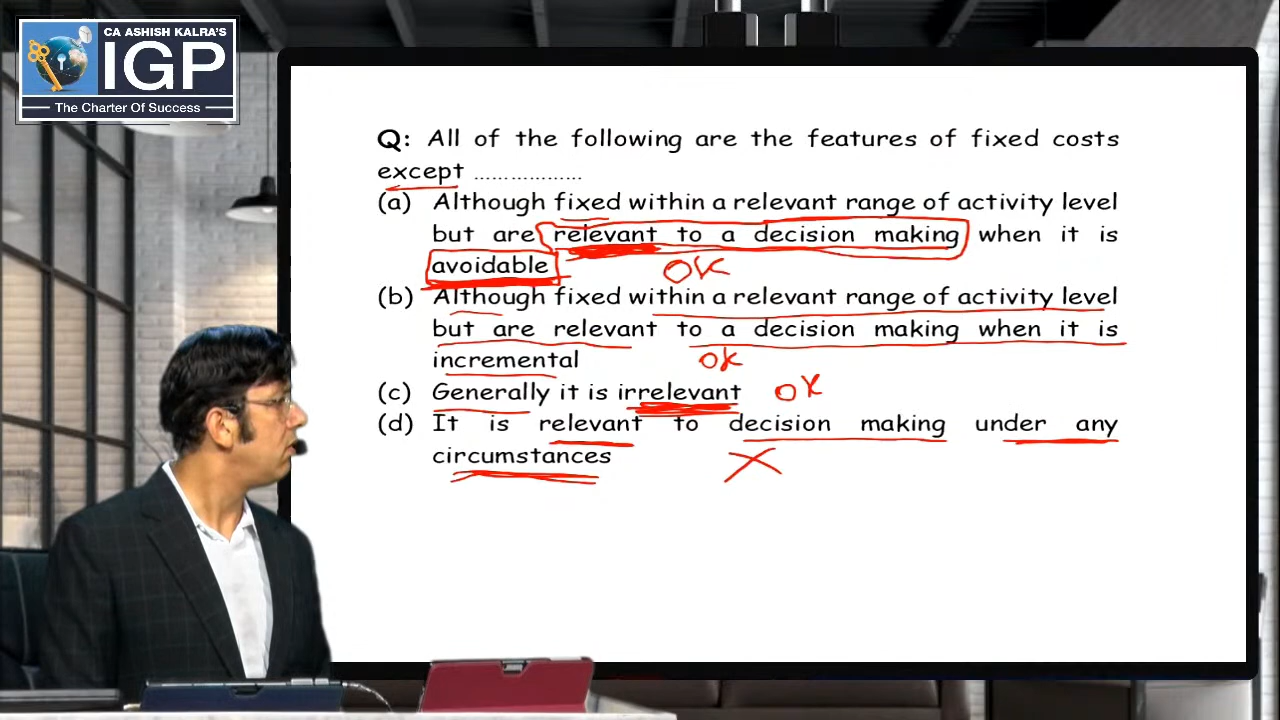 CA ASHISH KALRA'S
IGP
The Charter Of Success
Q: All of the following are the features of fixed costs
except ..................
(a) Although fixed within a relevant range of activity level
but are relevant to a decision making when it is
avoidable
OK
(b) Although fixed within a relevant range of activity level
but are relevant to a decision making when it is
incremental
OK
(c) Generally it is irrelevant
OK
(d) It is relevant to decision making under any
circumstances